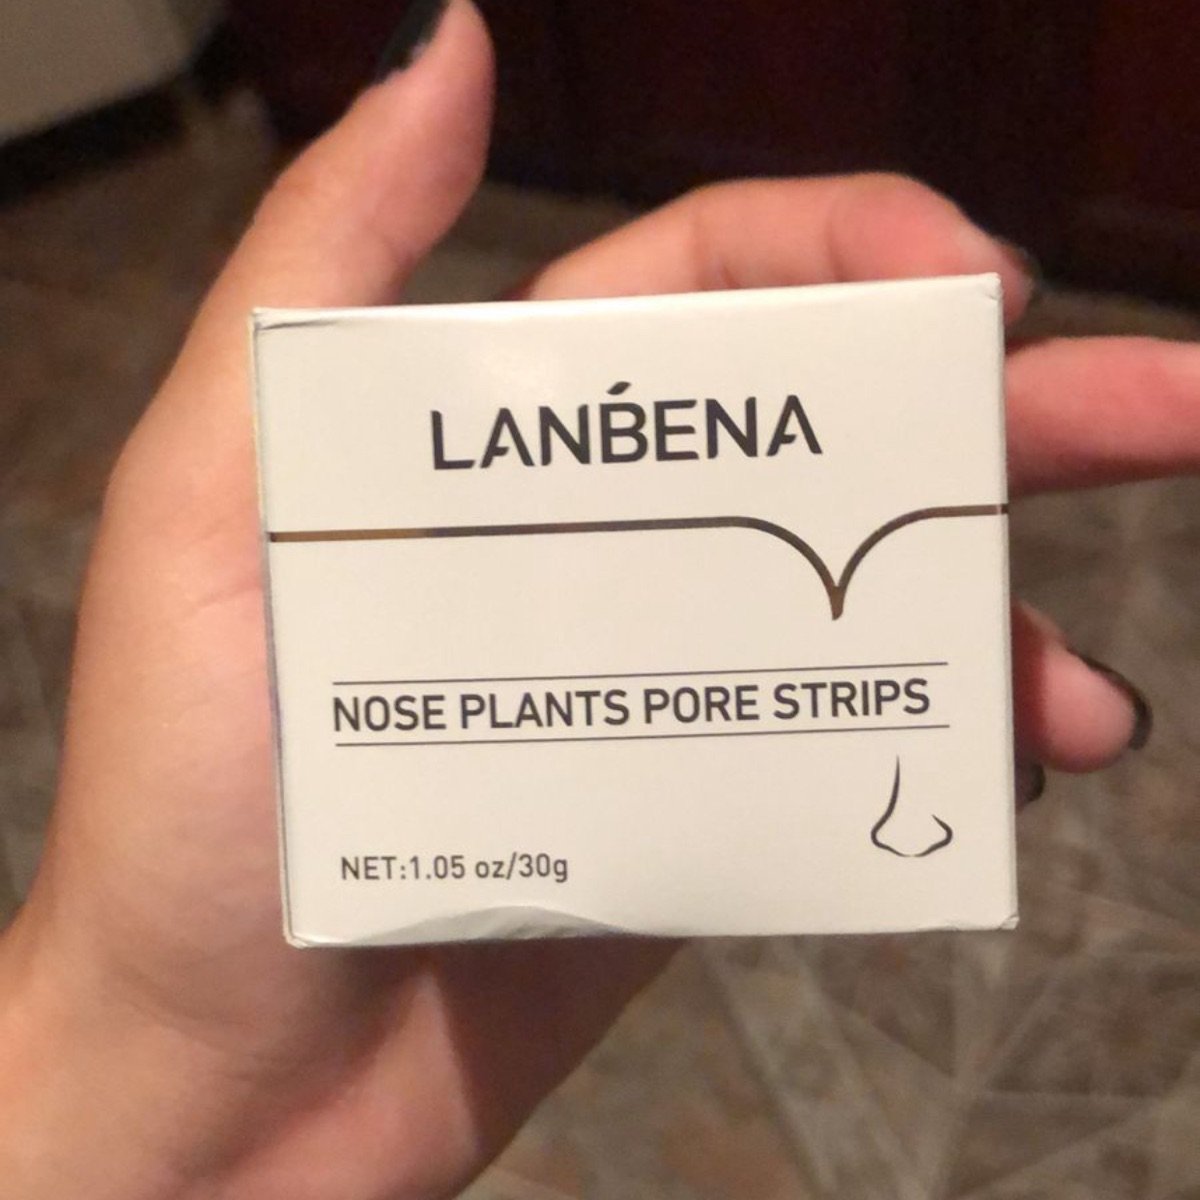 LANBENA
NOSE PLANTS PORE STRIPS
NET:1.05 oz/30g